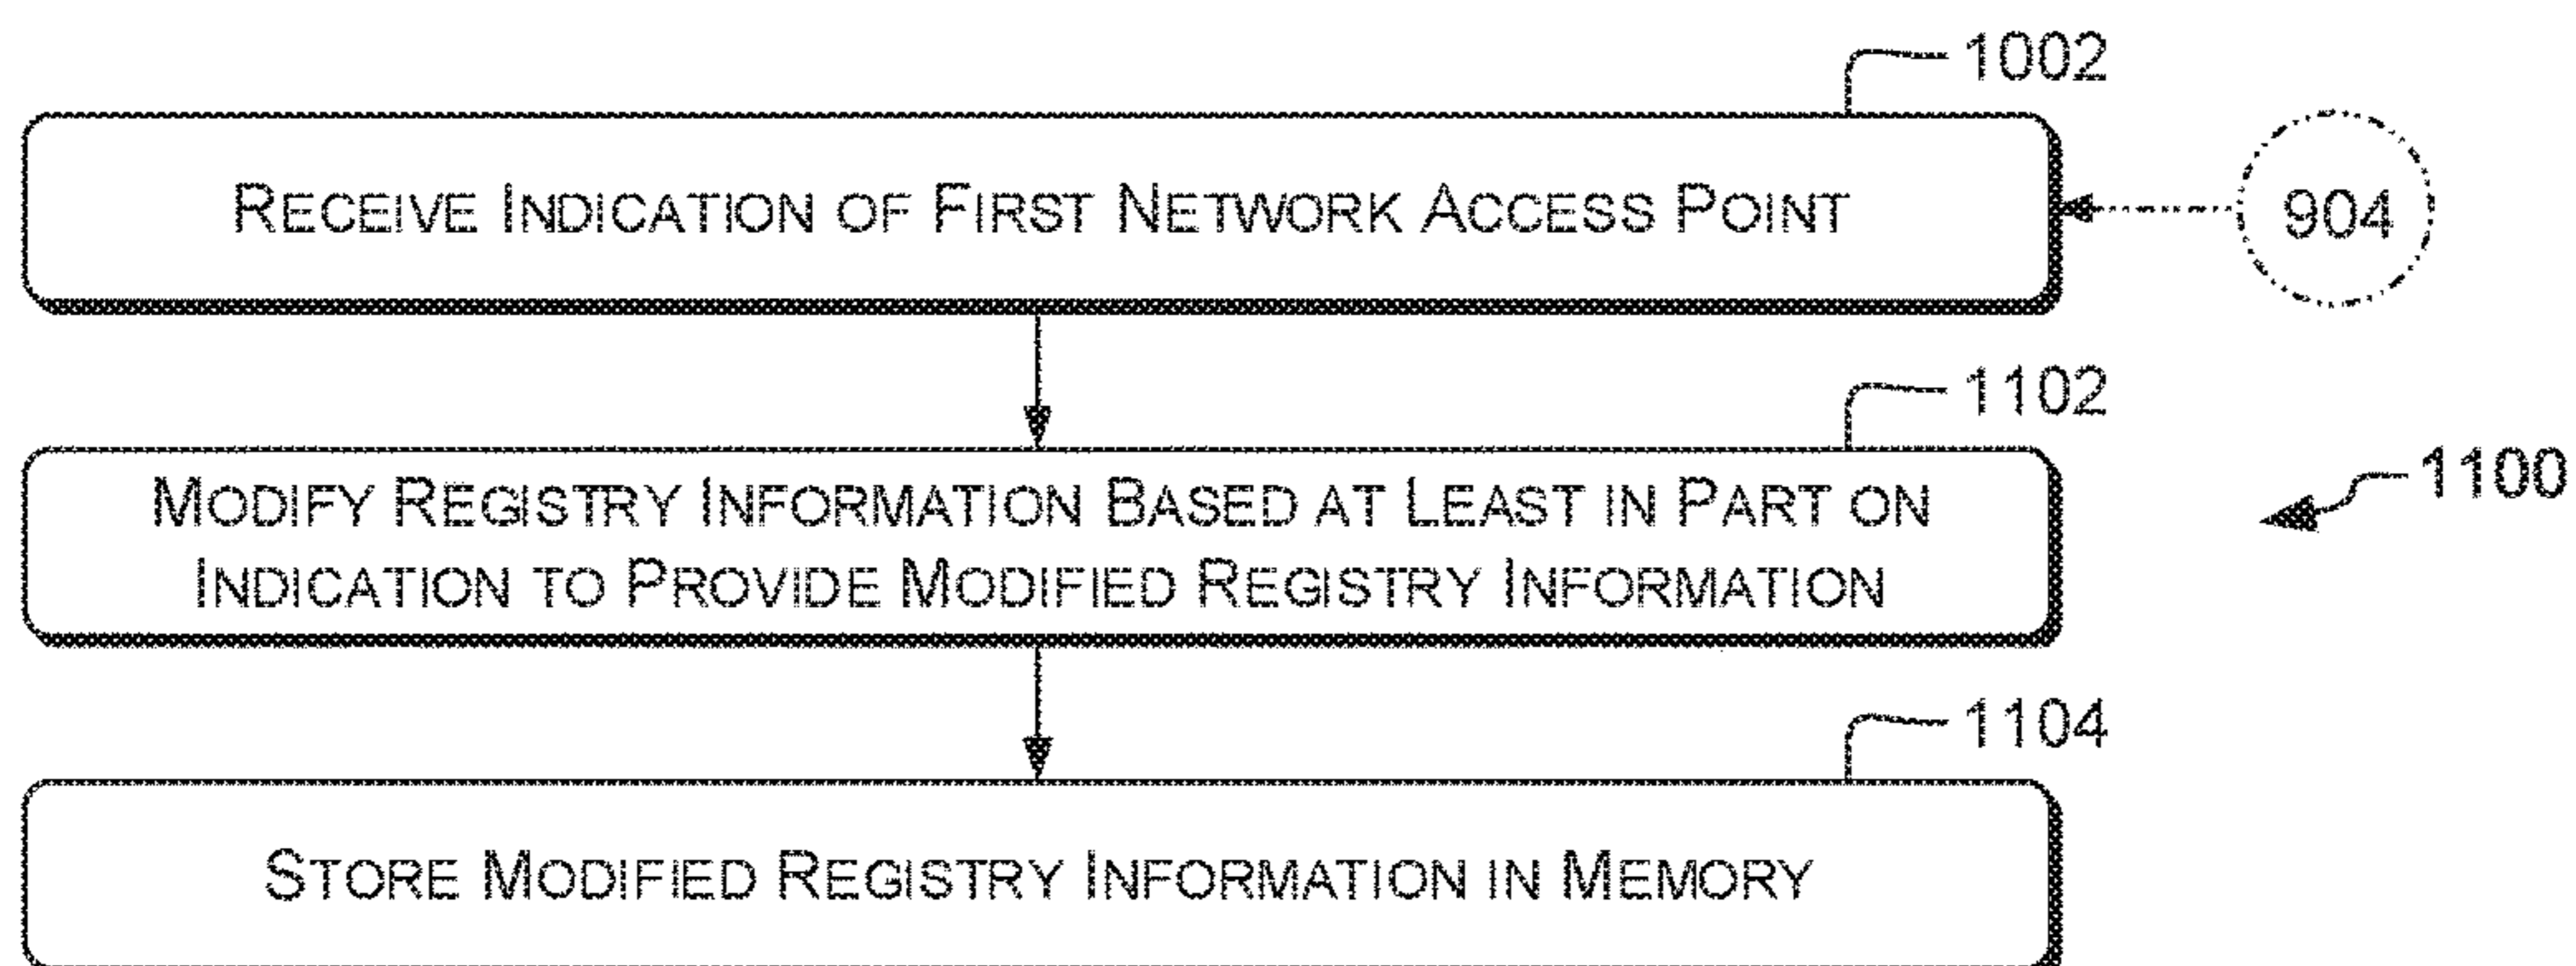 1002
RECEIVE INDICATION OF FIRST NETWORK ACCESS POINT
904
1102
MODIFY REGISTRY INFORMATION BASED AT LEAST IN PART ON
INDICATION TO PROVIDE MODIFIED REGISTRY INFORMATION
1100
1104
STORE MODIFIED REGISTRY INFORMATION IN MEMORY